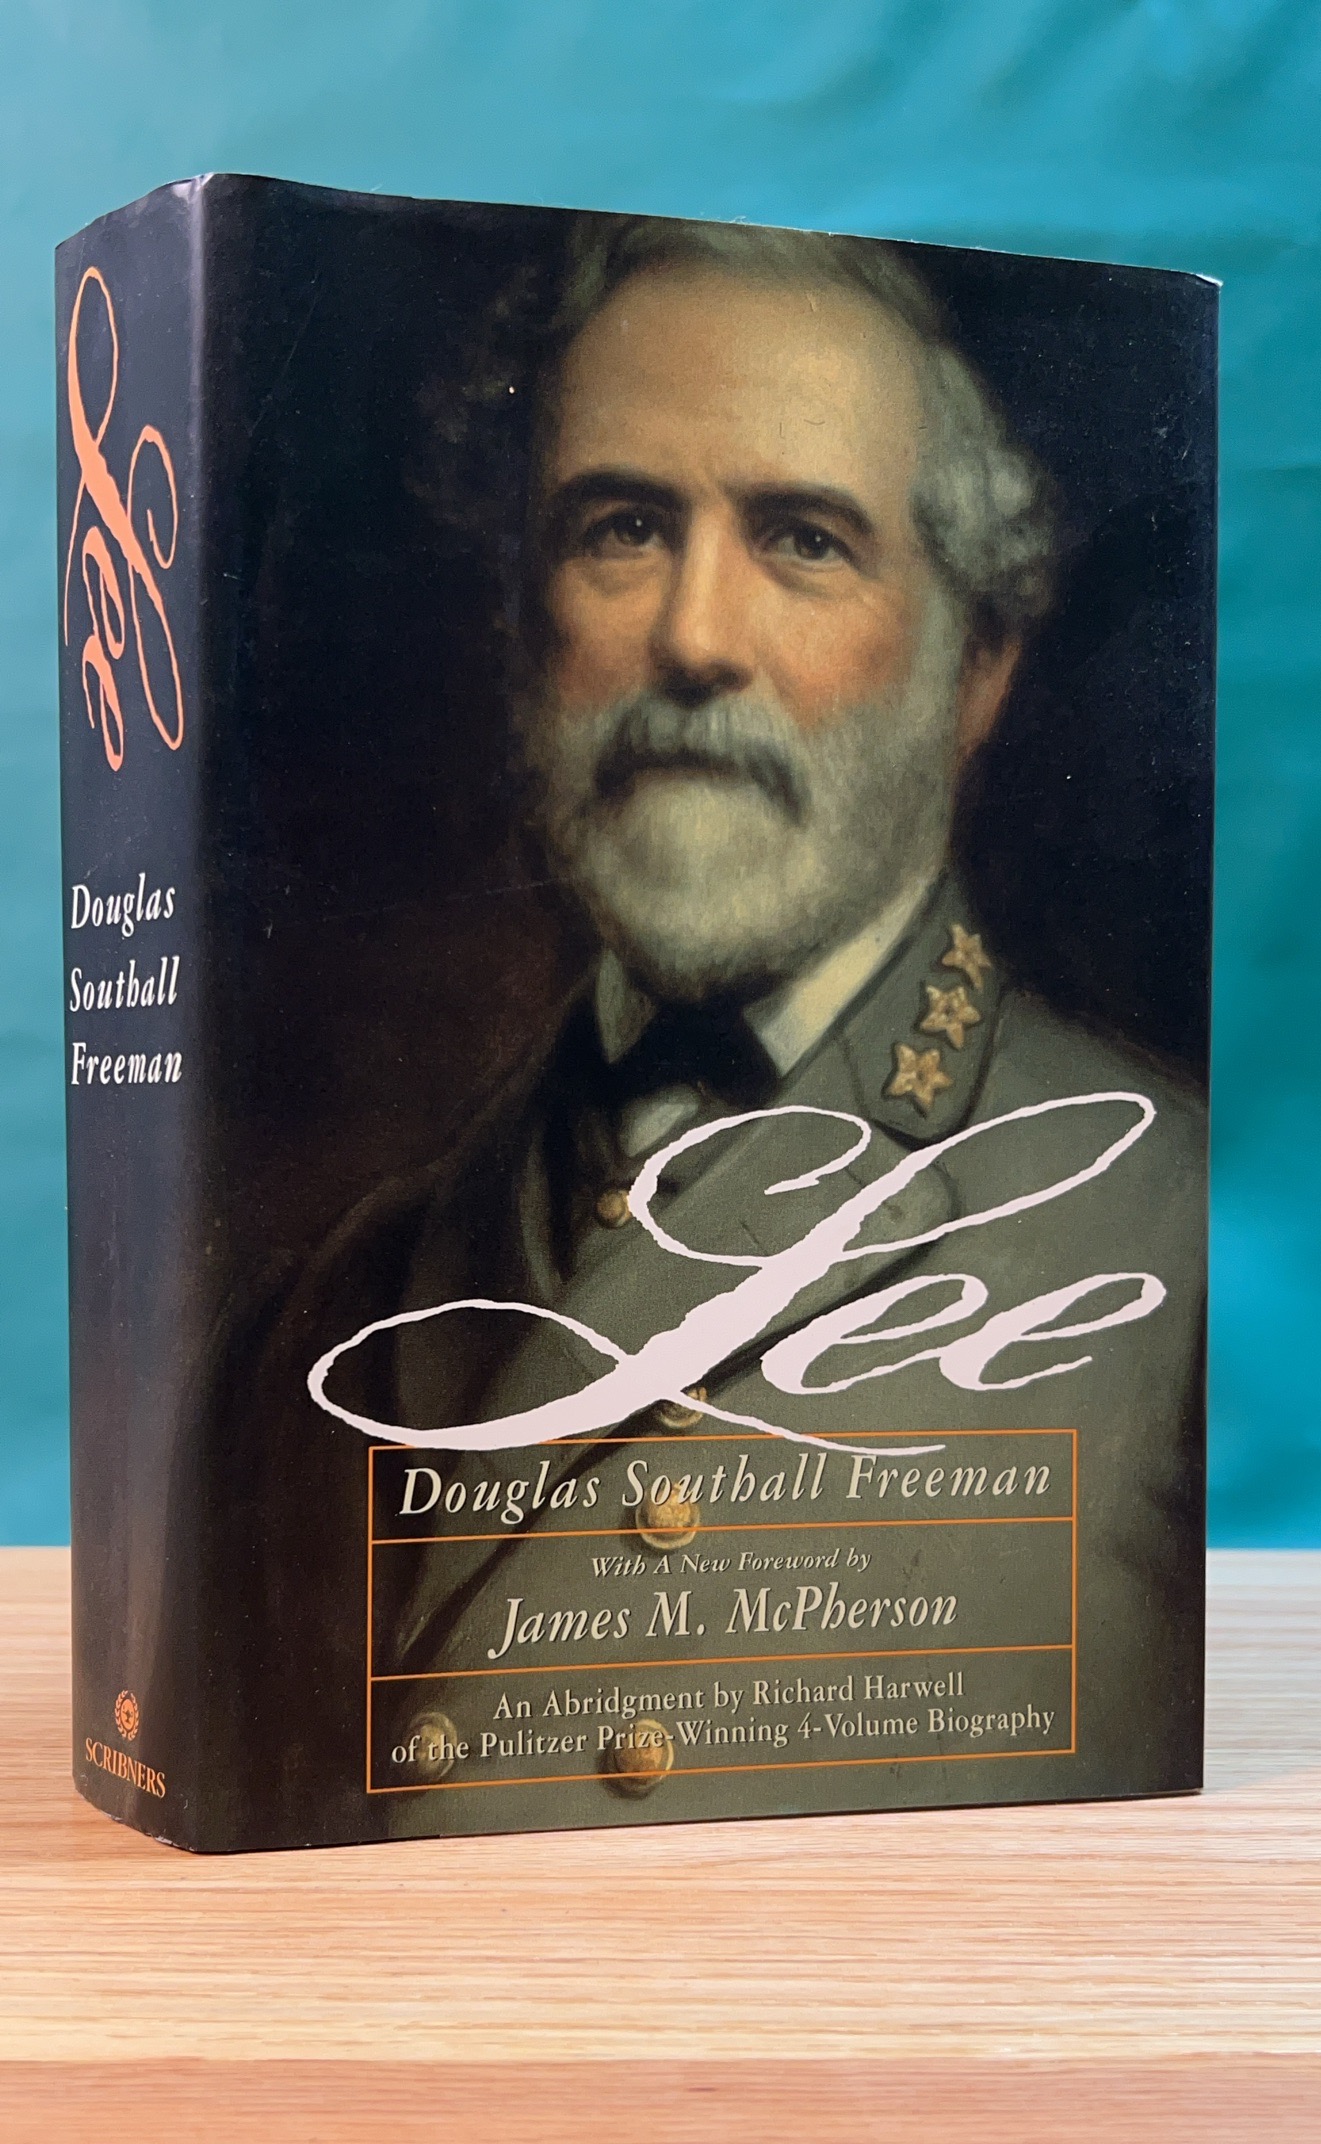 Lee
Douglas
Southall
Freeman
SCRIBNERS
Lee
Douglas Southall Freeman
With A New Foreword by
James M. McPherson
An Abridgment by Richard Harwell
of the Pulitzer Prize-Winning 4-Volume Biography